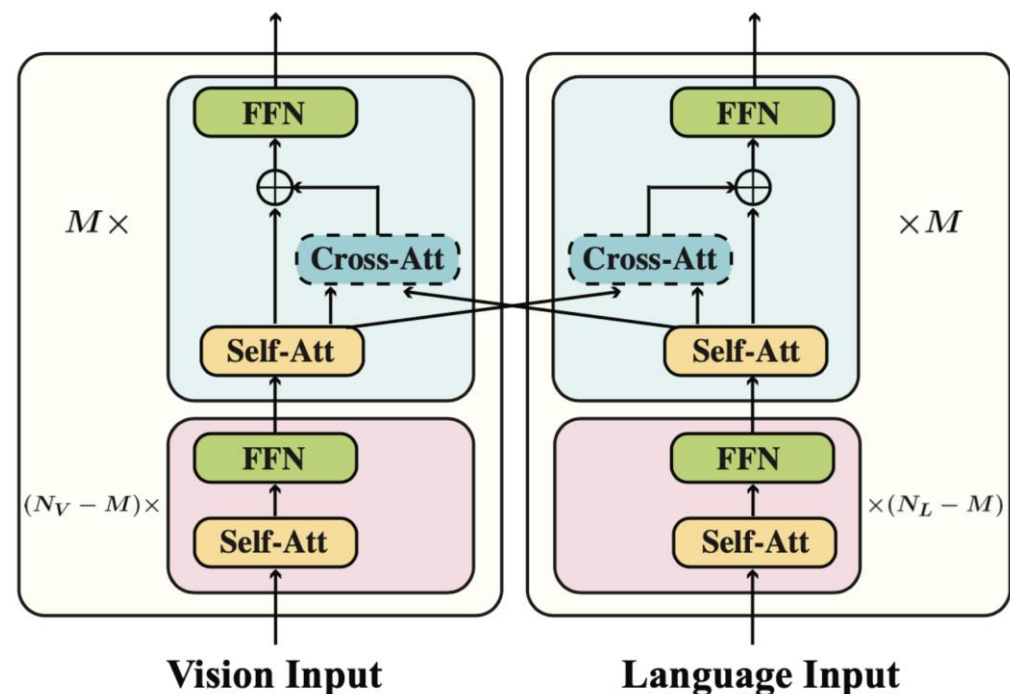 FFN
M×
Cross-Att
Self-Att
FFN
(N_V − M)×
Self-Att
Vision Input
FFN
×M
Cross-Att
Self-Att
FFN
×(N_L − M)
Self-Att
Language Input